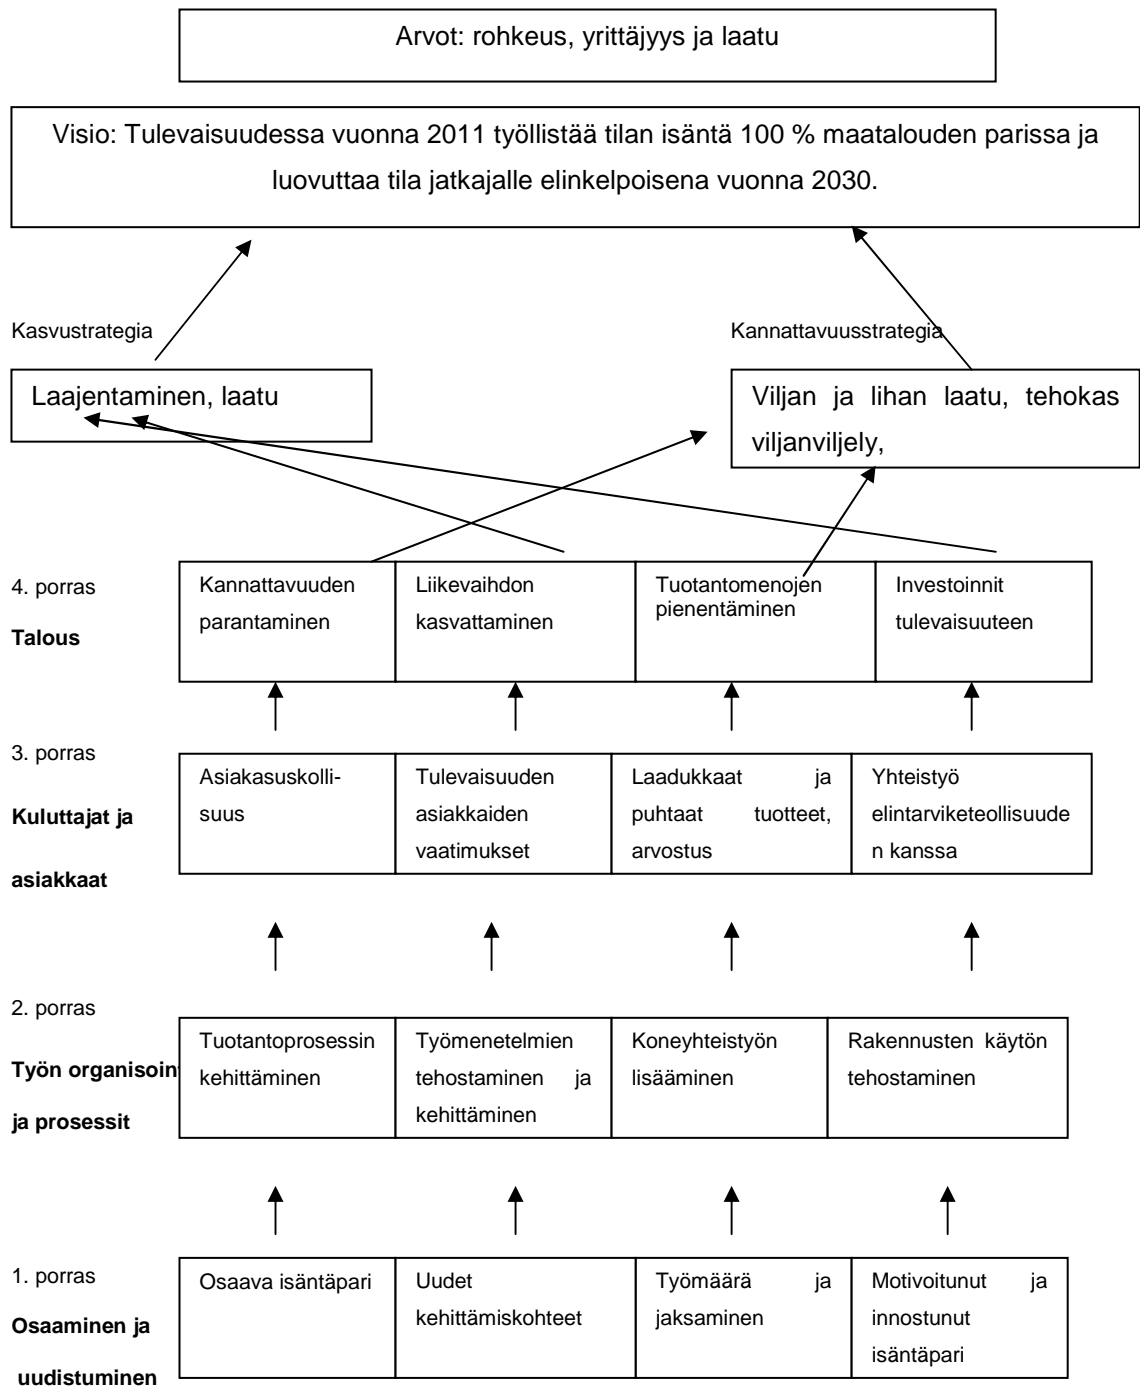 Arvot: rohkeus, yrittäjyys ja laatu
Visio: Tulevaisuudessa vuonna 2011 työllistää tilan isäntä 100 % maatalouden parissa ja
luovuttaa tila jatkajalle elinkelpoisena vuonna 2030.
Kasvustrategia
Kannattavuusstrategia
Laajentaminen, laatu
Viljan ja lihan laatu, tehokas
viljanviljely,
4. porras
Talous
Kannattavuuden
parantaminen
Liikevaihdon
kasvattaminen
Tuotantomenojen
pienentäminen
Investoinnit
tulevaisuuteen
3. porras
Kuluttajat ja
asiakkaat
Asiakasuskolli-
suus
Tulevaisuuden
asiakkaiden
vaatimukset
Laadukkaat ja
puhtaat tuotteet,
arvostus
Yhteistyö
elintarviketeollisuude
n kanssa
2. porras
Työn organisoint
ja prosessit
Tuotantoprosessin
kehittäminen
Työmenetelmien
tehostaminen ja
kehittäminen
Koneyhteistyön
lisääminen
Rakennusten käytön
tehostaminen
1. porras
Osaaminen ja
uudistuminen
Osaava isäntäpari
Uudet
kehittämiskohteet
Työmäärä ja
jaksaminen
Motivoitunut ja
innostunut
isäntäpari